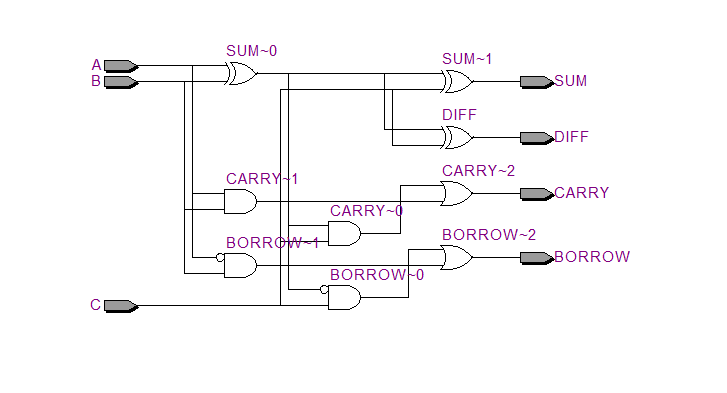 SUM~0
SUM~1
A
B
SUM
DIFF
DIFF
CARRY~1
CARRY~2
CARRY
CARRY~0
BORROW~1
BORROW~2
BORROW
BORROW~0
C